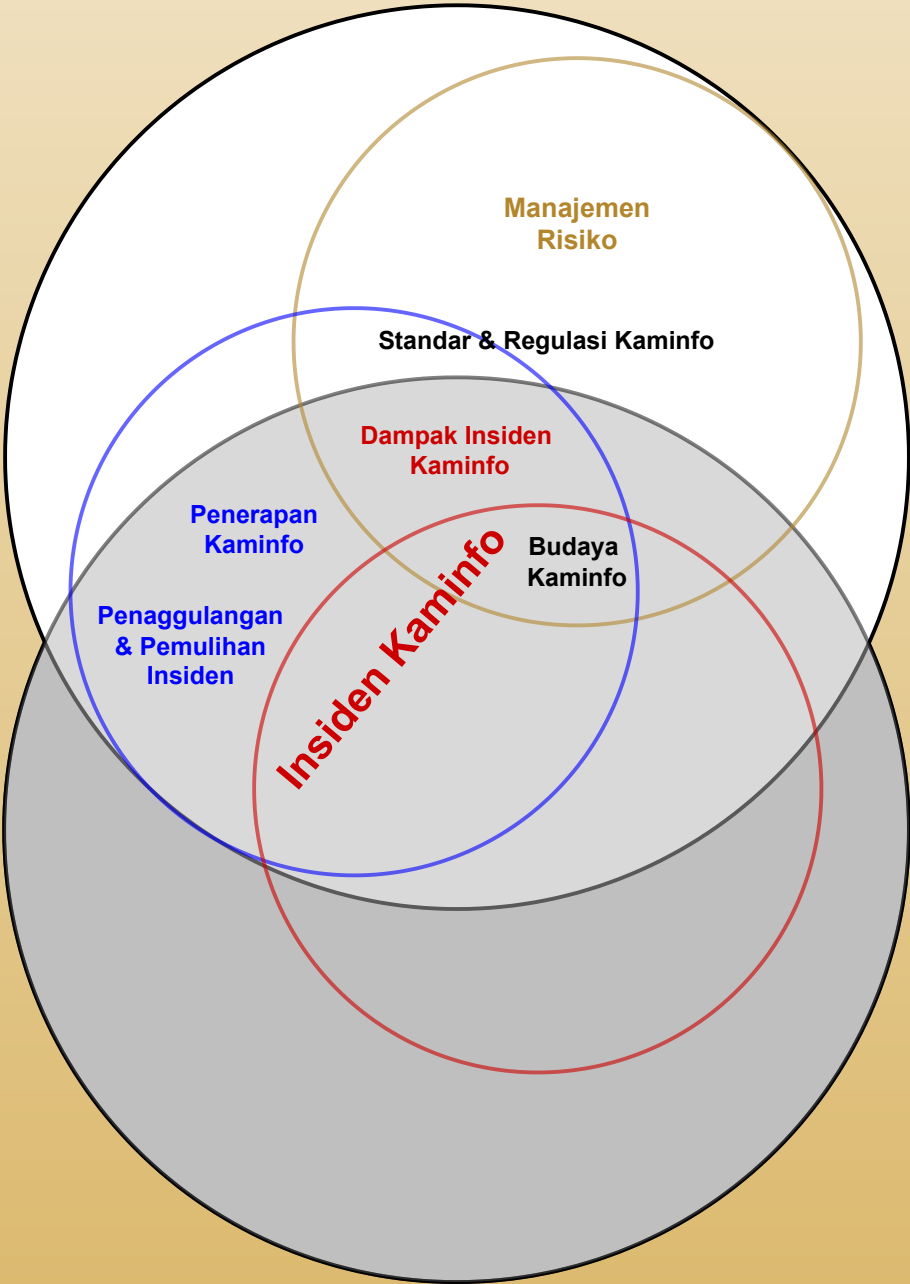 Manajemen
Risiko
Standar & Regulasi Kaminfo
Dampak Insiden
Kaminfo
Penerapan
Kaminfo
Budaya
Kaminfo
Penaggulangan
& Pemulihan
Insiden
Insiden Kaminfo